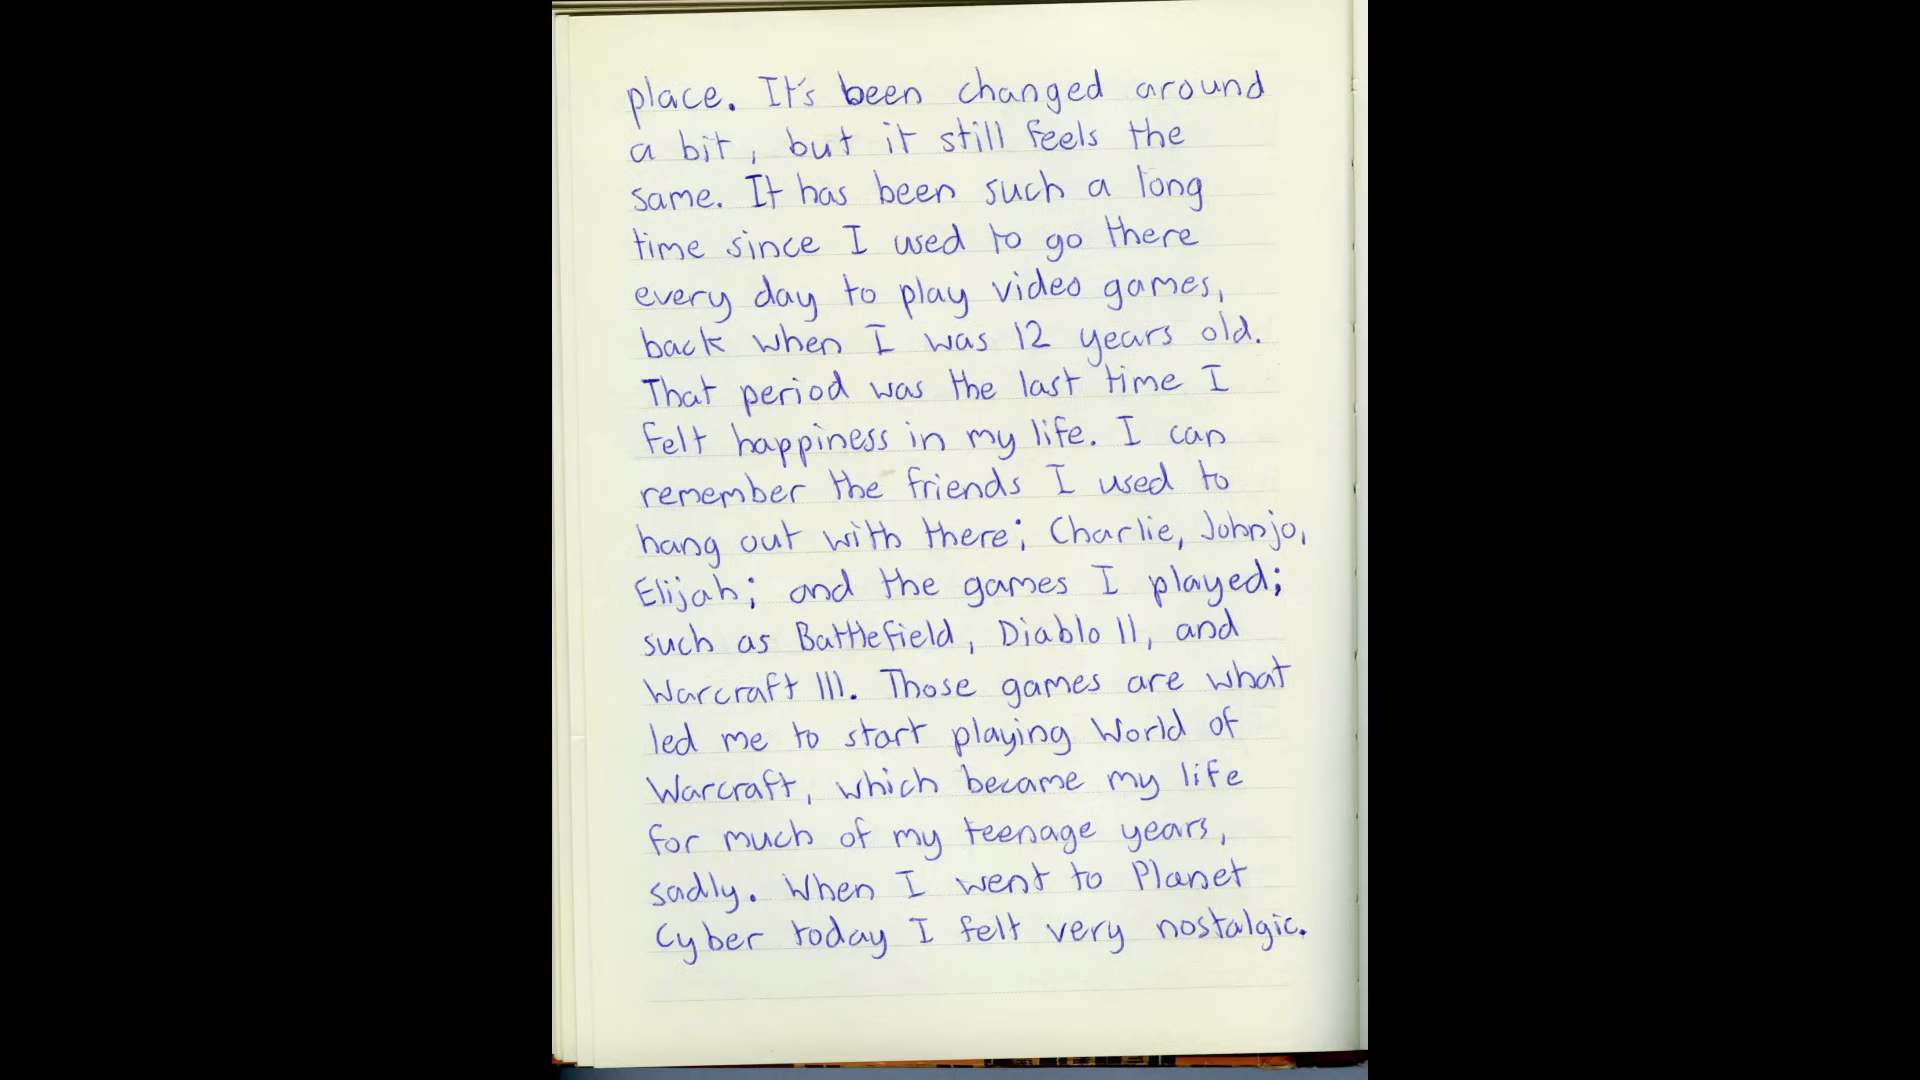 place. It's been changed around
a bit, but it still feels the
same. It has been such a long
time since I used to go there
every day to play video games,
back when I was 12 years old.
That period was the last time I
felt happiness in my life. I can
remember the friends I used to
hang out with there; Charlie, Johnjo,
Elijah; and the games I played;
such as Battlefield, Diablo II, and
Warcraft III. Those games are what
led me to start playing World of
Warcraft, which became my life
for much of my teenage years,
sadly. When I went to Planet
Cyber today I felt very nostalgic.